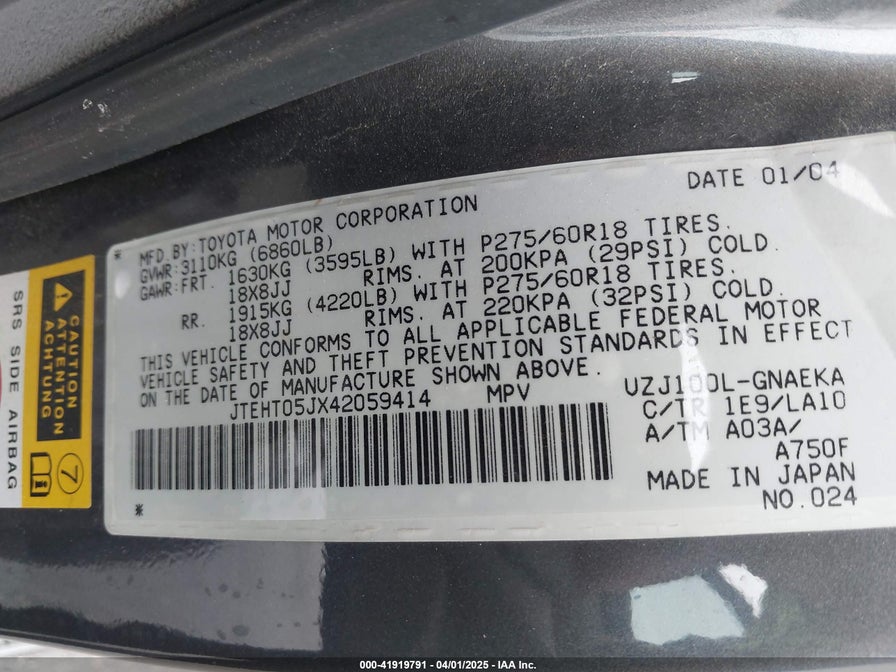 DATE 01/04
MFD.BY:TOYOTA MOTOR CORPORATION
GVWR:3110KG (6860LB)
GAWR:FRT. 1630KG (3595LB) WITH P275/60R18 TIRES.
18X8JJ RIMS. AT 200KPA (29PSI) COLD.
RR. 1915KG (4220LB) WITH P275/60R18 TIRES.
18X8JJ RIMS. AT 220KPA (32PSI) COLD.
THIS VEHICLE CONFORMS TO ALL APPLICABLE FEDERAL MOTOR
VEHICLE SAFETY AND THEFT PREVENTION STANDARDS IN EFFECT
ON THE DATE OF MANUFACTURE SHOWN ABOVE.
JTEHT05JX42059414 MPV
UZJ100L-GNAEKA
C/TR 1E9/LA10
A/TM A03A/
A750F
MADE IN JAPAN
NO.024
CAUTION
ATTENTION
ACHTUNG
7
SRS SIDE AIRBAG
000-41919791 - 04/01/2025 - IAA Inc.